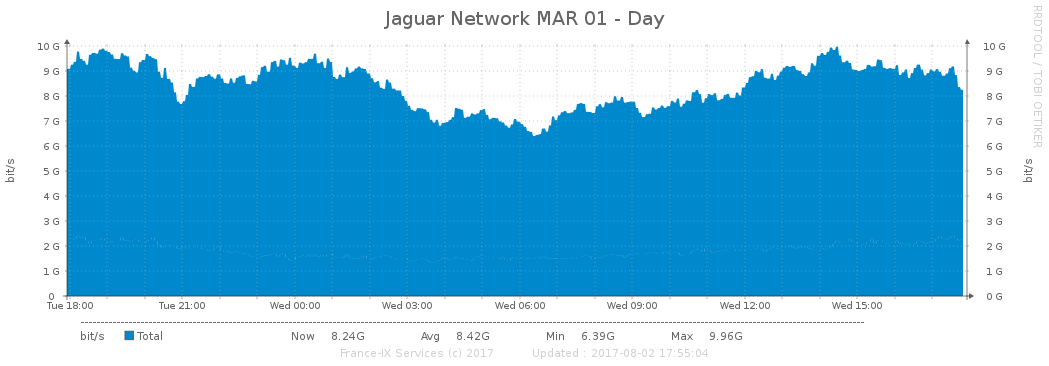 Jaguar Network MAR 01 - Day
RRDTOOL / TOBI OETIKER
bit/s
bit/s
10 G 10 G
9 G 9 G
8 G 8 G
7 G 7 G
6 G 6 G
5 G 5 G
4 G 4 G
3 G 3 G
2 G 2 G
1 G 1 G
0 0 G
Tue 18:00 Tue 21:00 Wed 00:00 Wed 03:00 Wed 06:00 Wed 09:00 Wed 12:00 Wed 15:00
bit/s Total Now 8.24G Avg 8.42G Min 6.39G Max 9.96G
France-IX Services (c) 2017 Updated : 2017-08-02 17:55:04